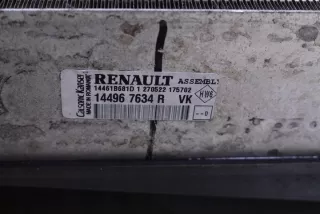 RENAULT ASSEMBLY
14461B681D 1 270522 175702
14496 7634 R VK
MADE IN ROMANIA